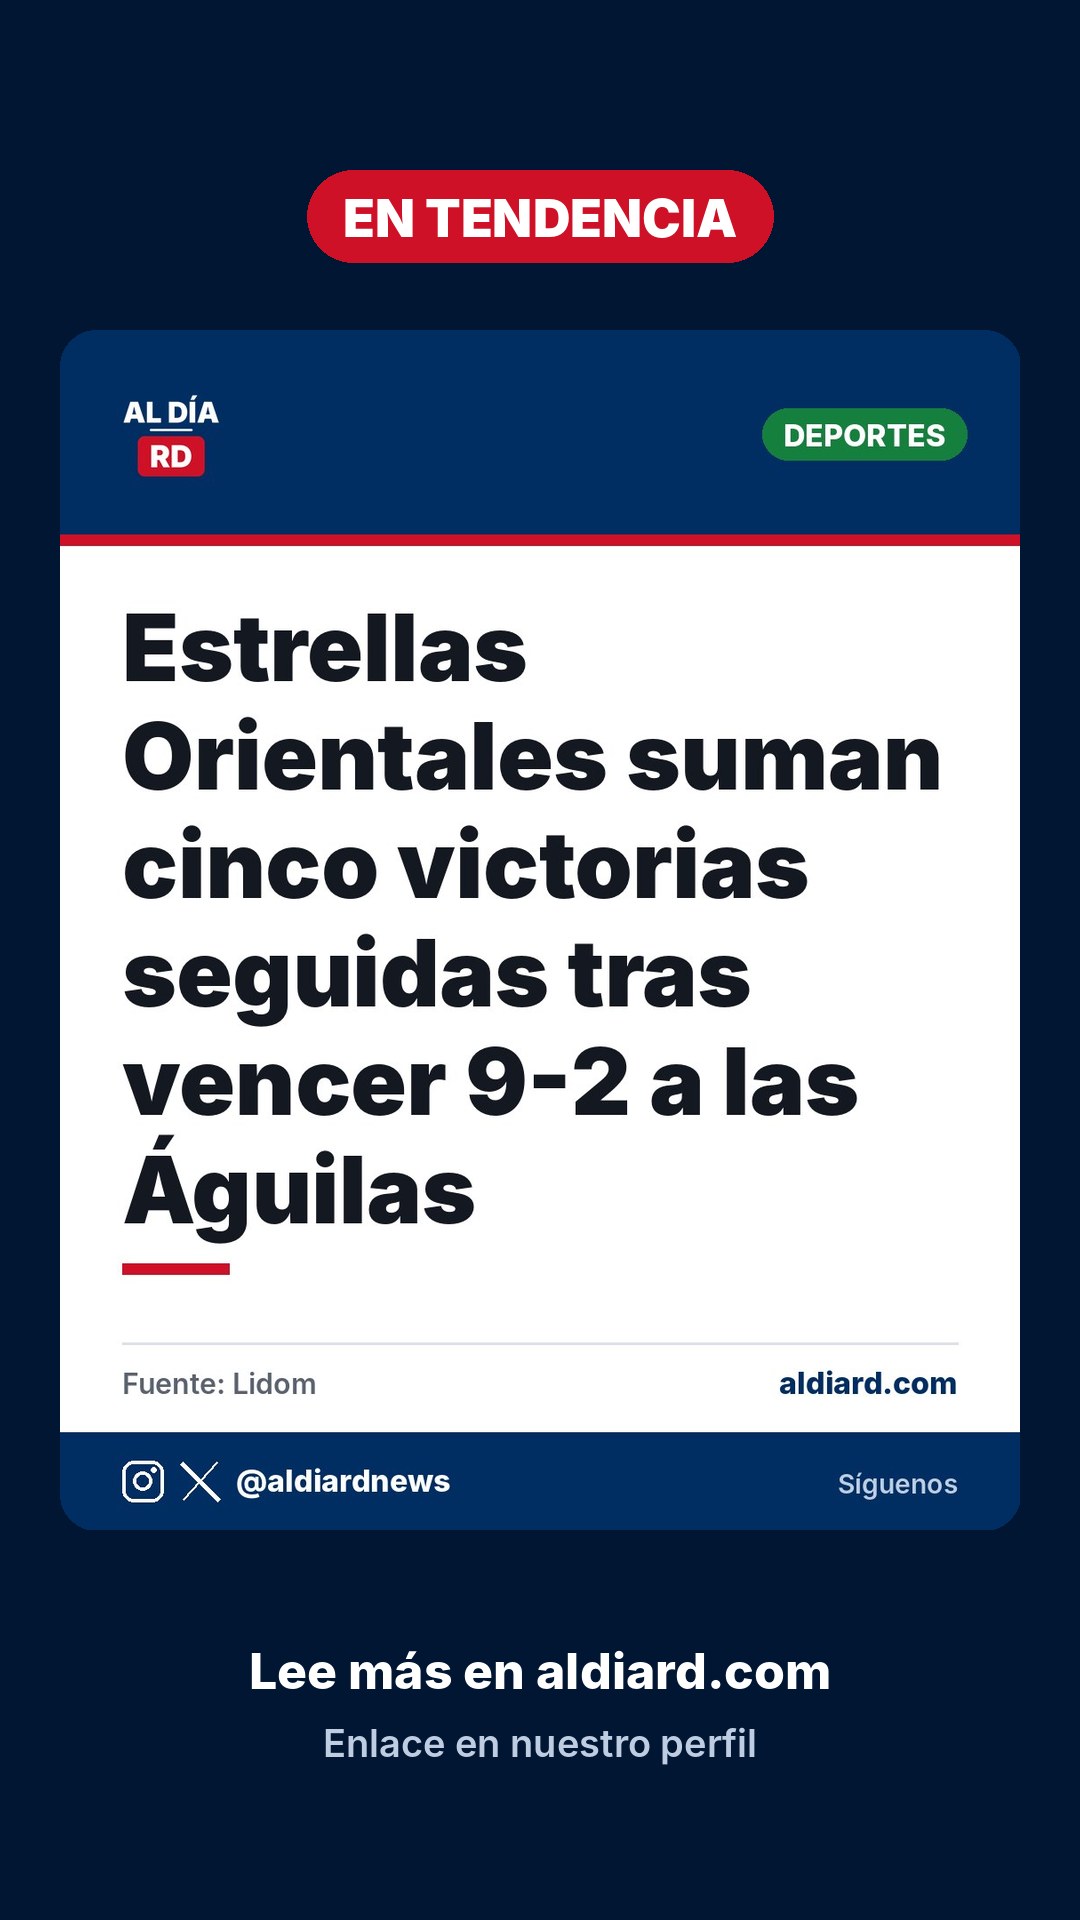 EN TENDENCIA
AL DÍA
RD
DEPORTES
Estrellas
Orientales suman
cinco victorias
seguidas tras
vencer 9-2 a las
Águilas
Fuente: Lidom
aldiard.com
@aldiardnews
Síguenos
Lee más en aldiard.com
Enlace en nuestro perfil